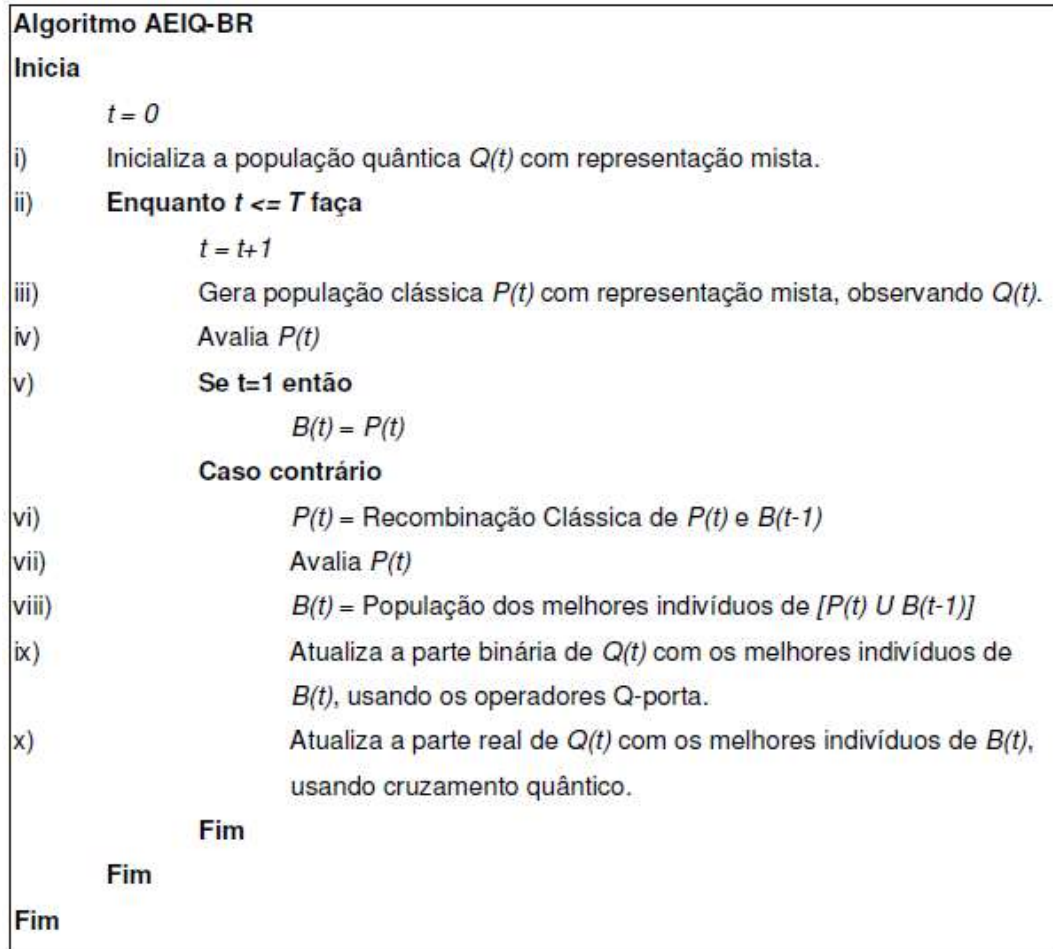 Algoritmo AEIQ-BR
Inicia
t = 0
i) Inicializa a população quântica Q(t) com representação mista.
ii) Enquanto t <= T faça
t = t+1
iii) Gera população clássica P(t) com representação mista, observando Q(t).
iv) Avalia P(t)
v) Se t=1 então
B(t) = P(t)
Caso contrário
vi) P(t) = Recombinação Clássica de P(t) e B(t-1)
vii) Avalia P(t)
viii) B(t) = População dos melhores indivíduos de [P(t) U B(t-1)]
ix) Atualiza a parte binária de Q(t) com os melhores indivíduos de
B(t), usando os operadores Q-porta.
x) Atualiza a parte real de Q(t) com os melhores indivíduos de B(t),
usando cruzamento quântico.
Fim
Fim
Fim